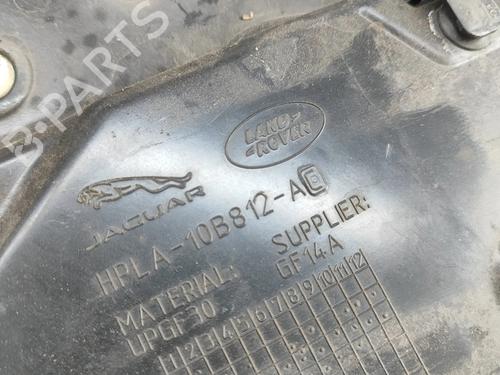 B-PARTS
LAND
ROVER
JAGUAR
HPLA-10B812-A
MATERIAL:
UPGF30
SUPPLIER:
GF14A
1 2 3 4 5 6 7 8 9 10 11 12